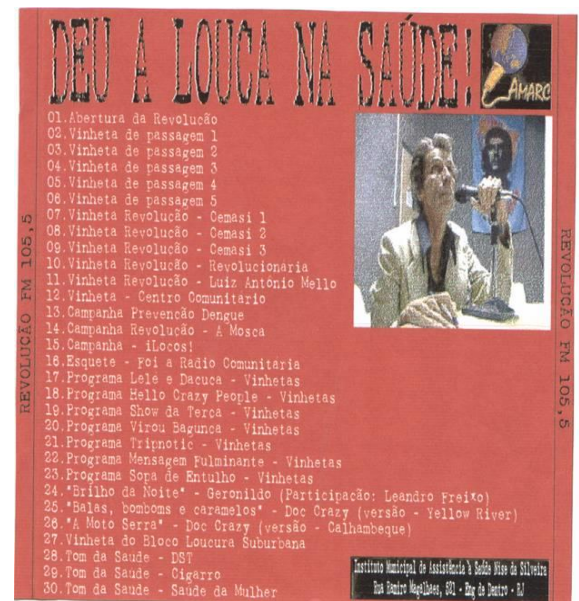 DEU A LOUCA NA SAÚDE!
AMARC
01.Abertura da Revolução
02.Vinheta de passagem 1
03.Vinheta de passagem 2
04.Vinheta de passagem 3
05.Vinheta de passagem 4
06.Vinheta de passagem 5
07.Vinheta Revolução - Cemasi 1
08.Vinheta Revolução - Cemasi 2
09.Vinheta Revolução - Cemasi 3
10.Vinheta Revolução - Revolucionária
11.Vinheta Revolução - Luiz António Mello
12.Vinheta - Centro Comunitario
13.Campanha Prevenção Dengue
14.Campanha Revolução - A Mosca
15.Campanha - iLocos!
16.Esquete - Foi a Radio Comunitaria
17.Programa Lele e Dacuca - Vinhetas
18.Programa Hello Crazy People - Vinhetas
19.Programa Show da Terça - Vinhetas
20.Programa Virou Bagunca - Vinhetas
21.Programa Tripnotic - Vinhetas
22.Programa Mensagem Fulminante - Vinhetas
23.Programa Sopa de Entulho - Vinhetas
24."Brilho da Noite" - Geronildo (Participação: Leandro Freixo)
25."Balas, bomboms e caramelos" - Doc Crazy (versão - Yellow River)
26."A Moto Serra" - Doc Crazy (versão - Calhambeque)
27.Vinheta do Bloco Loucura Suburbana
28.Tom da Saude - DST
29.Tom da Saude - Cigarro
30.Tom da Saude - Saude da Mulher
REVOLUÇÃO FM 105,5
REVOLUÇÃO FM 105,5
Instituto Municipal de Assistência à Saúde Nise da Silveira
Rua Ramiro Magalhães, 521 - Eng de Dentro - RJ